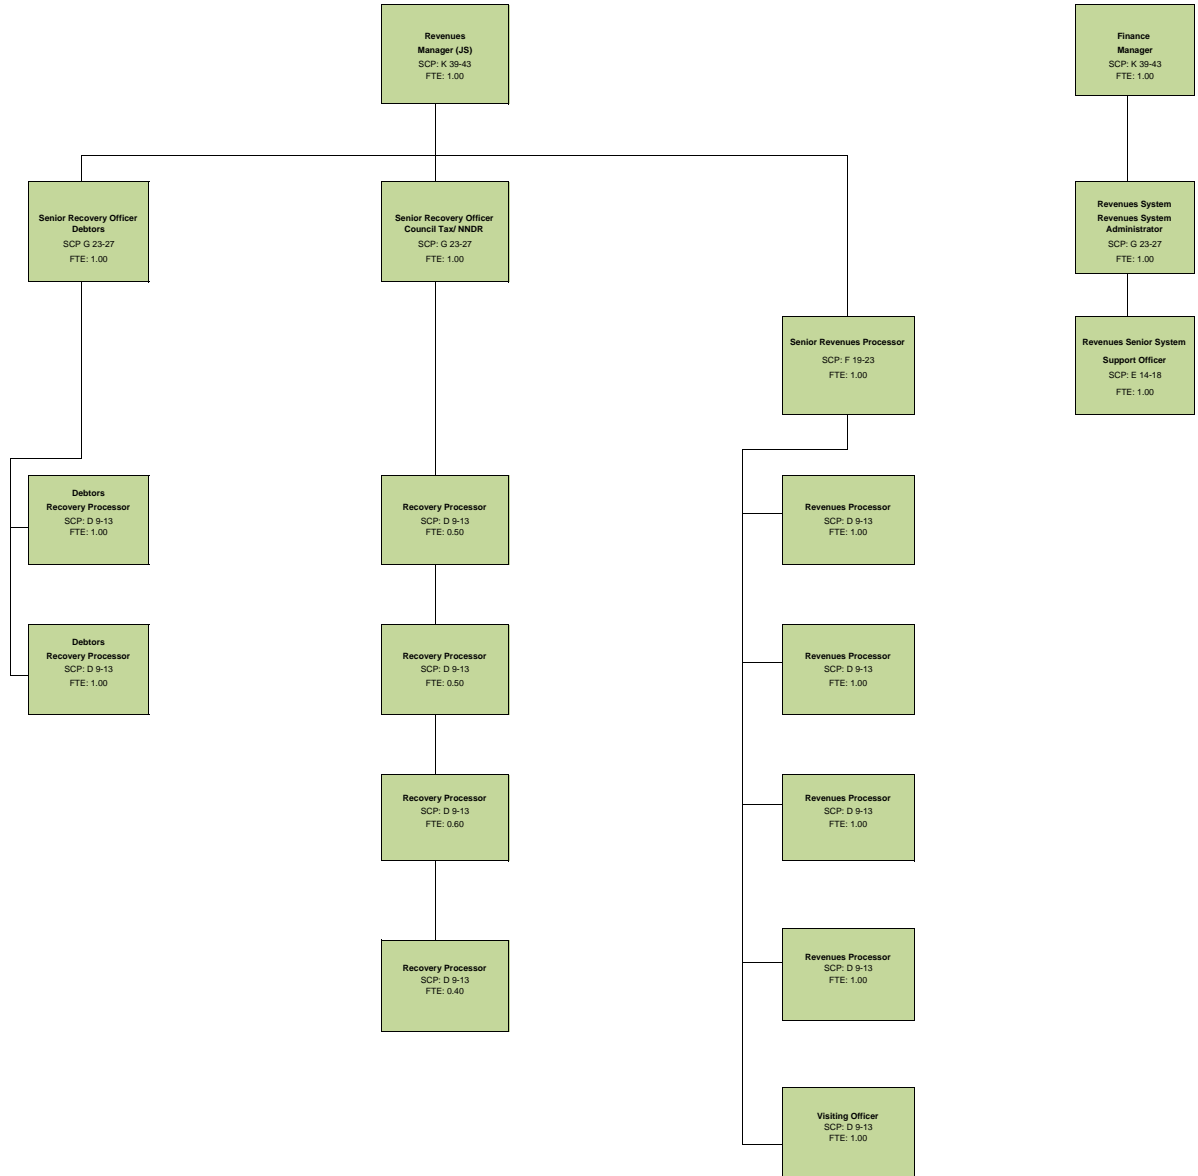 Revenues
Manager (JS)
SCP: K 39-43
FTE: 1.00
Finance
Manager
SCP: K 39-43
FTE: 1.00
Senior Recovery Officer
Debtors
SCP G 23-27
FTE: 1.00
Senior Recovery Officer
Council Tax/ NNDR
SCP: G 23-27
FTE: 1.00
Revenues System
Revenues System
Administrator
SCP: G 23-27
FTE: 1.00
Senior Revenues Processor
SCP: F 19-23
FTE: 1.00
Revenues Senior System
Support Officer
SCP: E 14-18
FTE: 1.00
Debtors
Recovery Processor
SCP: D 9-13
FTE: 1.00
Recovery Processor
SCP: D 9-13
FTE: 0.50
Revenues Processor
SCP: D 9-13
FTE: 1.00
Debtors
Recovery Processor
SCP: D 9-13
FTE: 1.00
Recovery Processor
SCP: D 9-13
FTE: 0.50
Revenues Processor
SCP: D 9-13
FTE: 1.00
Recovery Processor
SCP: D 9-13
FTE: 0.60
Revenues Processor
SCP: D 9-13
FTE: 1.00
Recovery Processor
SCP: D 9-13
FTE: 0.40
Revenues Processor
SCP: D 9-13
FTE: 1.00
Visiting Officer
SCP: D 9-13
FTE: 1.00